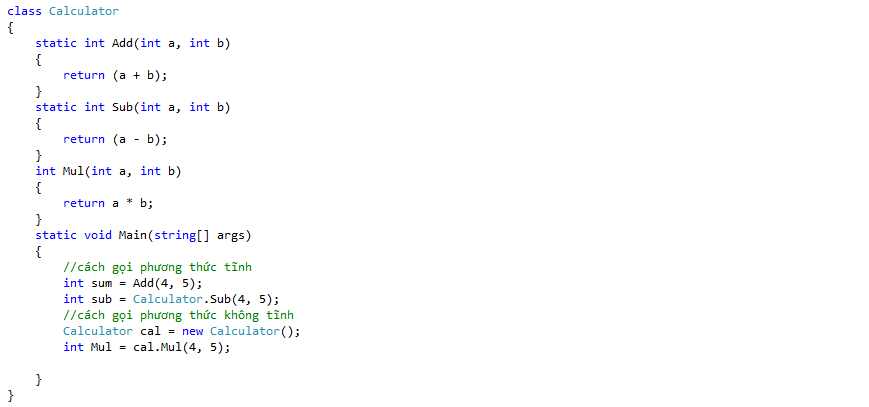 class Calculator
{
    static int Add(int a, int b)
    {
        return (a + b);
    }
    static int Sub(int a, int b)
    {
        return (a - b);
    }
    int Mul(int a, int b)
    {
        return a * b;
    }
    static void Main(string[] args)
    {
        //cách gọi phương thức tĩnh
        int sum = Add(4, 5);
        int sub = Calculator.Sub(4, 5);
        //cách gọi phương thức không tĩnh
        Calculator cal = new Calculator();
        int Mul = cal.Mul(4, 5);

    }
}